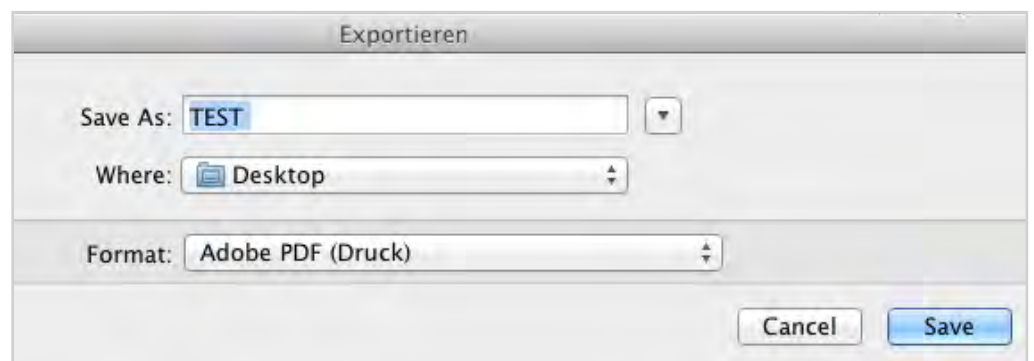 Exportieren
Save As: TEST
Where: Desktop
Format: Adobe PDF (Druck)
Cancel Save